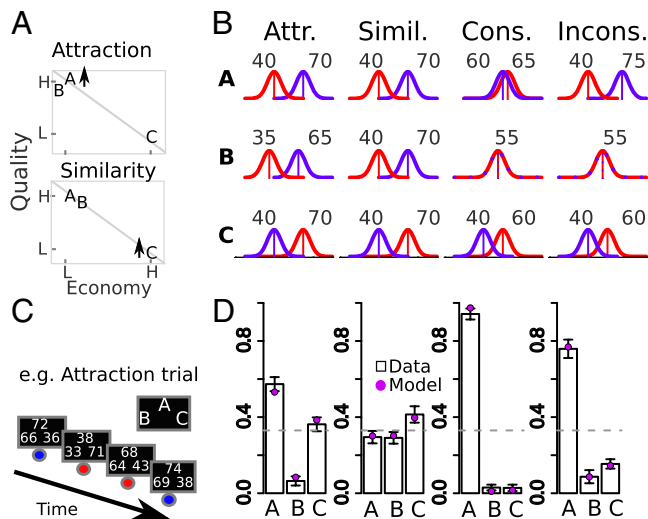 A
Attraction
H
A
B
L
C
Similarity
H
A
B
L
C
L
H
Quality
Economy
B
Attr.
Simil.
Cons.
Incons.
A
40 70
40 70
60 65
40 75
B
35 65
40 70
55
55
C
40 70
40 70
40 60
40 60
C
e.g. Attraction trial
A
B C
72
66 36
38
33 71
68
64 43
74
69 38
Time
D
0.8
0.4
0.0
A B C
0.8
0.4
0.0
Data
Model
A B C
0.8
0.4
0.0
A B C
0.8
0.4
0.0
A B C